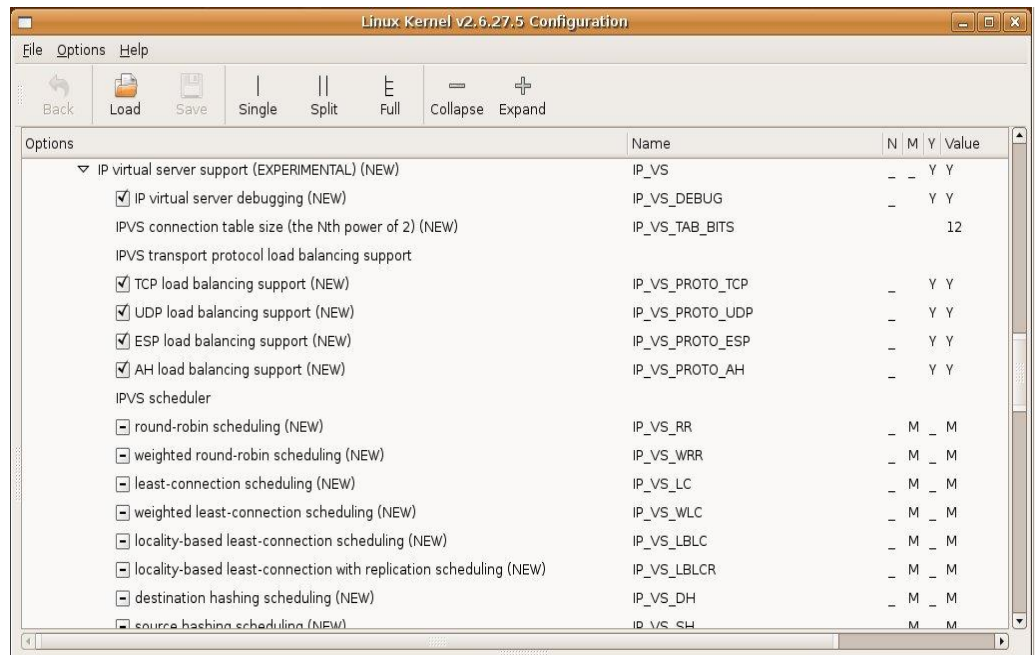 Linux Kernel v2.6.27.5 Configuration
File Options Help
Back Load Save Single Split Full Collapse Expand
Options Name N M Y Value
IP virtual server support (EXPERIMENTAL) (NEW) IP_VS _ _ Y Y
IP virtual server debugging (NEW) IP_VS_DEBUG _ Y Y
IPVS connection table size (the Nth power of 2) (NEW) IP_VS_TAB_BITS 12
IPVS transport protocol load balancing support
TCP load balancing support (NEW) IP_VS_PROTO_TCP _ Y Y
UDP load balancing support (NEW) IP_VS_PROTO_UDP _ Y Y
ESP load balancing support (NEW) IP_VS_PROTO_ESP _ Y Y
AH load balancing support (NEW) IP_VS_PROTO_AH _ Y Y
IPVS scheduler
round-robin scheduling (NEW) IP_VS_RR _ M _ M
weighted round-robin scheduling (NEW) IP_VS_WRR _ M _ M
least-connection scheduling (NEW) IP_VS_LC _ M _ M
weighted least-connection scheduling (NEW) IP_VS_WLC _ M _ M
locality-based least-connection scheduling (NEW) IP_VS_LBLC _ M _ M
locality-based least-connection with replication scheduling (NEW) IP_VS_LBLCR _ M _ M
destination hashing scheduling (NEW) IP_VS_DH _ M _ M
source hashing scheduling (NEW) IP_VS_SH M M